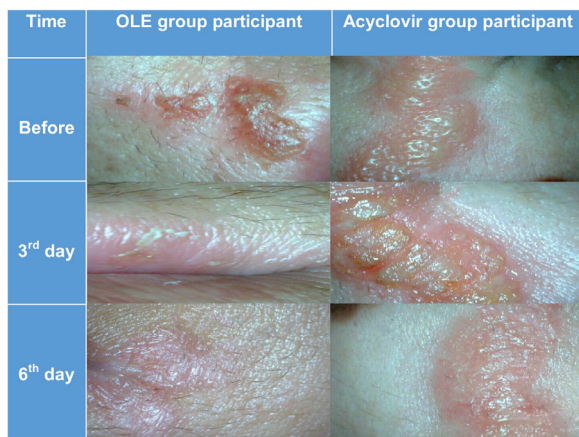 Time OLE group participant Acyclovir group participant
Before
3rd day
6th day